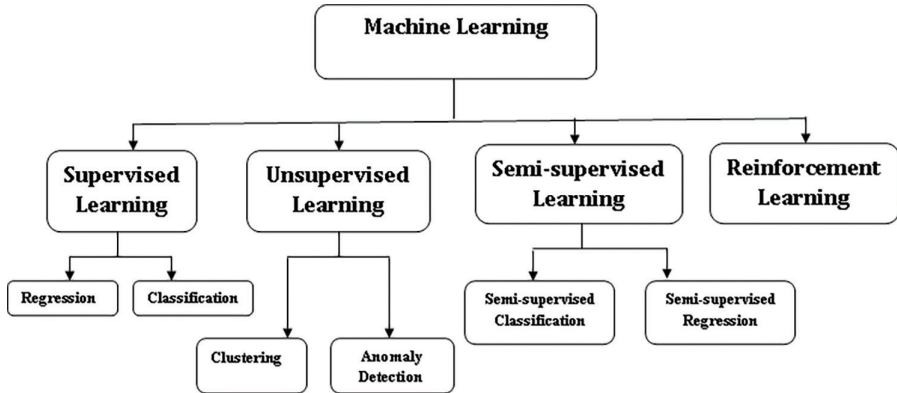 Machine Learning
Supervised
Learning
Unsupervised
Learning
Semi-supervised
Learning
Reinforcement
Learning
Regression
Classification
Clustering
Anomaly
Detection
Semi-supervised
Classification
Semi-supervised
Regression